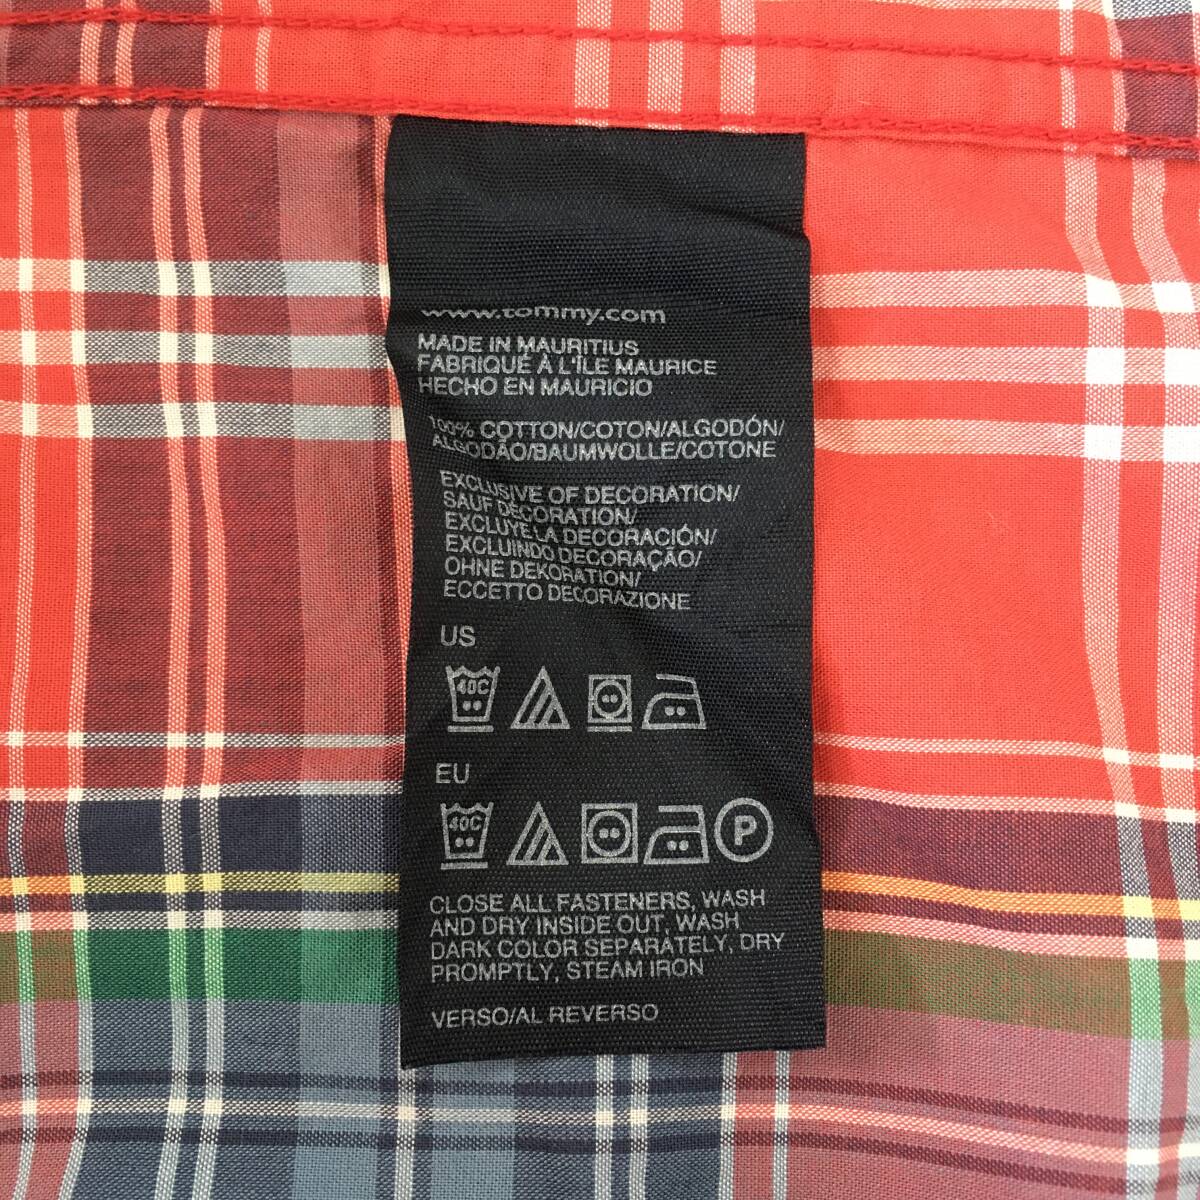 www.tommy.com
MADE IN MAURITIUS
FABRIQUÉ À L'ÎLE MAURICE
HECHO EN MAURICIO
100% COTTON/COTON/ALGODÓN/
ALGODÃO/BAUMWOLLE/COTONE
EXCLUSIVE OF DECORATION/
SAUF DÉCORATION/
EXCLUYE LA DECORACIÓN/
EXCLUINDO DECORAÇÃO/
OHNE DEKORATION/
ECCETTO DECORAZIONE
US
40C
EU
40C P
CLOSE ALL FASTENERS, WASH
AND DRY INSIDE OUT, WASH
DARK COLOR SEPARATELY, DRY
PROMPTLY, STEAM IRON
VERSO/AL REVERSO